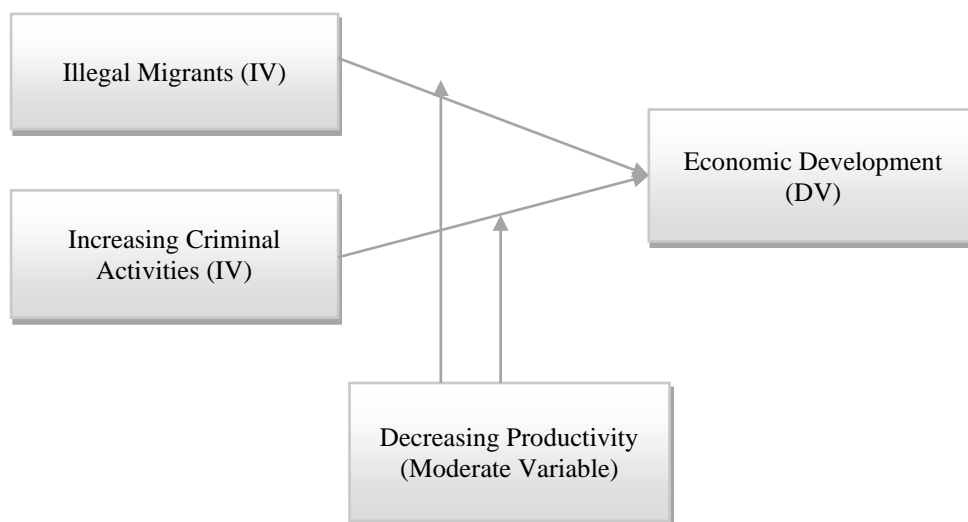 Illegal Migrants (IV)
Economic Development
(DV)
Increasing Criminal
Activities (IV)
Decreasing Productivity
(Moderate Variable)